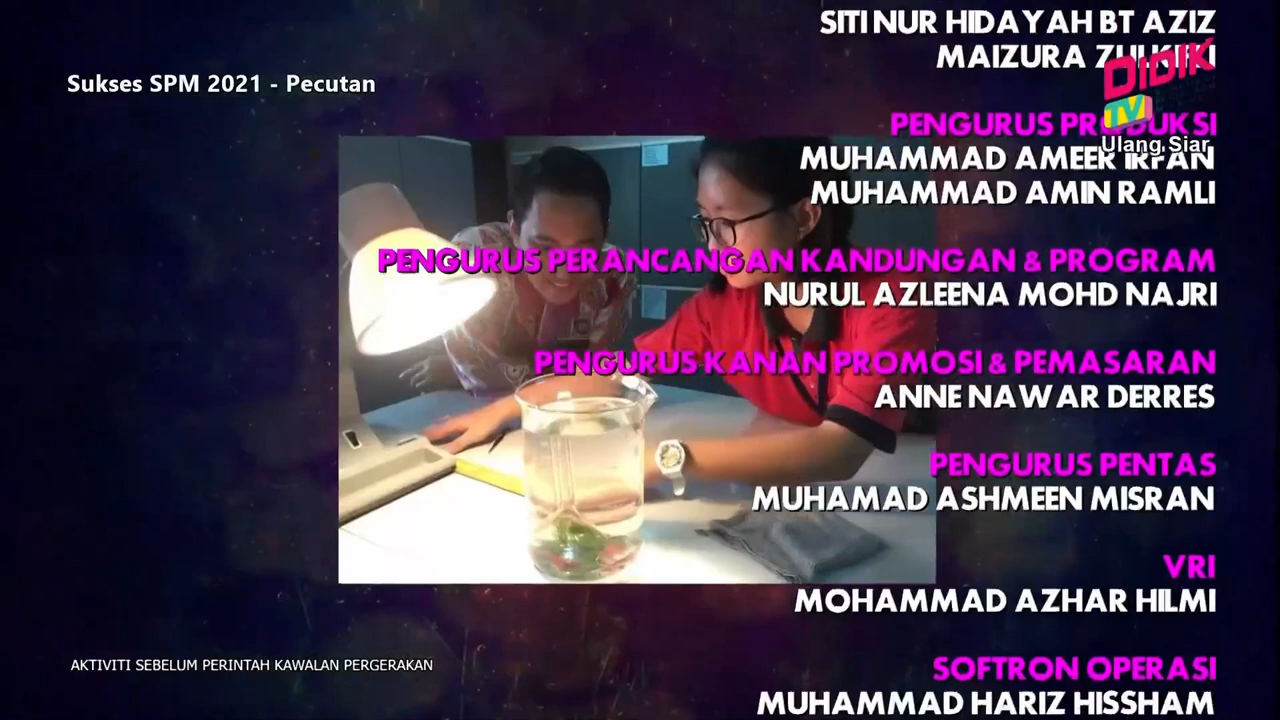 SITI NUR HIDAYAH BT AZIZ
MAIZURA ZULKIFLI
Sukses SPM 2021 - Pecutan
DIDIK
TV
Ulang Siar
PENGURUS PRODUKSI
MUHAMMAD AMEER IRFAN
MUHAMMAD AMIN RAMLI
PENGURUS PERANCANGAN KANDUNGAN & PROGRAM
NURUL AZLEENA MOHD NAJRI
PENGURUS KANAN PROMOSI & PEMASARAN
ANNE NAWAR DERRES
PENGURUS PENTAS
MUHAMAD ASHMEEN MISRAN
VRI
MOHAMMAD AZHAR HILMI
AKTIVITI SEBELUM PERINTAH KAWALAN PERGERAKAN
SOFTRON OPERASI
MUHAMMAD HARIZ HISSHAM